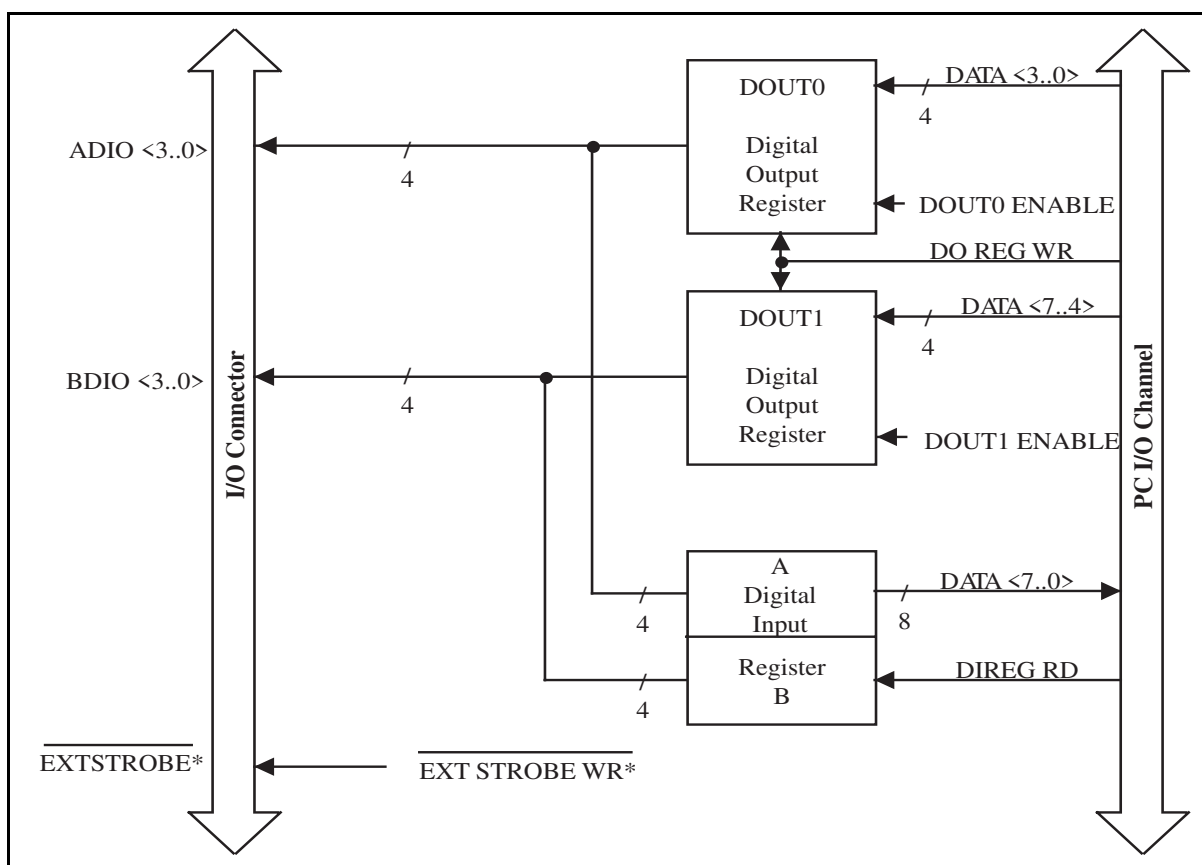 DOUT0
Digital
Output
Register
DATA <3..0>
4
DOUT0 ENABLE
ADIO <3..0>
4
DO REG WR
DOUT1
Digital
Output
Register
DATA <7..4>
4
DOUT1 ENABLE
BDIO <3..0>
4
I/O Connector
PC I/O Channel
A
Digital
Input
Register
B
4
4
DATA <7..0>
8
DIREG RD
EXTSTROBE*
EXT STROBE WR*